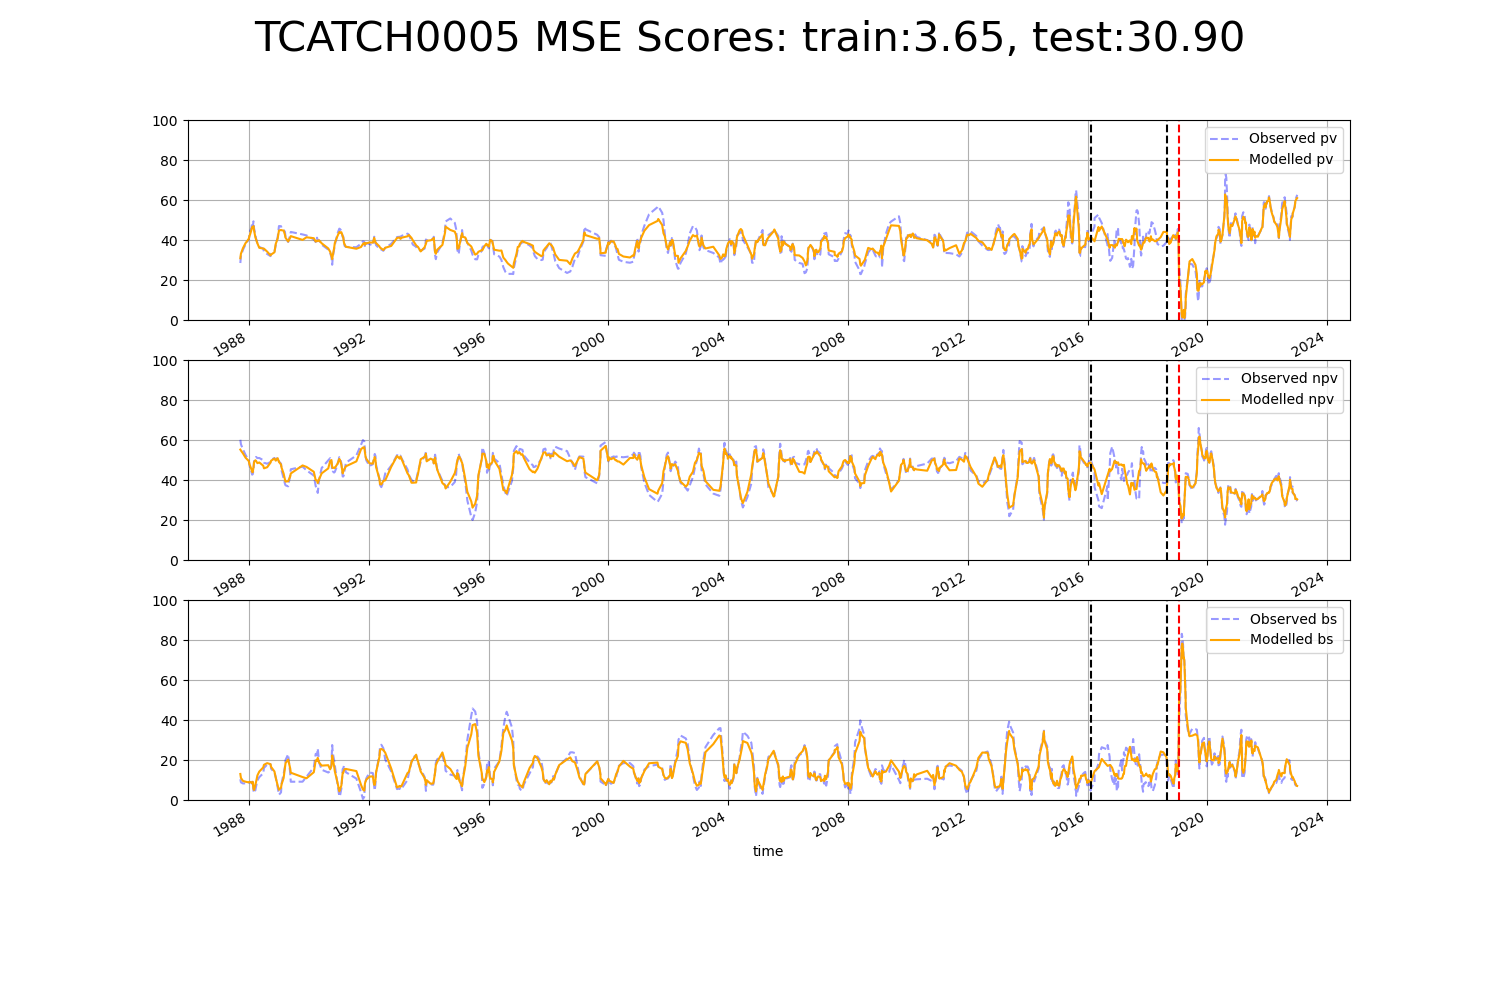 TCATCH0005 MSE Scores: train:3.65, test:30.90
100
80
60
40
20
0
Observed pv
Modelled pv
1988 1992 1996 2000 2004 2008 2012 2016 2020 2024
100
80
60
40
20
0
Observed npv
Modelled npv
1988 1992 1996 2000 2004 2008 2012 2016 2020 2024
100
80
60
40
20
0
Observed bs
Modelled bs
1988 1992 1996 2000 2004 2008 2012 2016 2020 2024
time